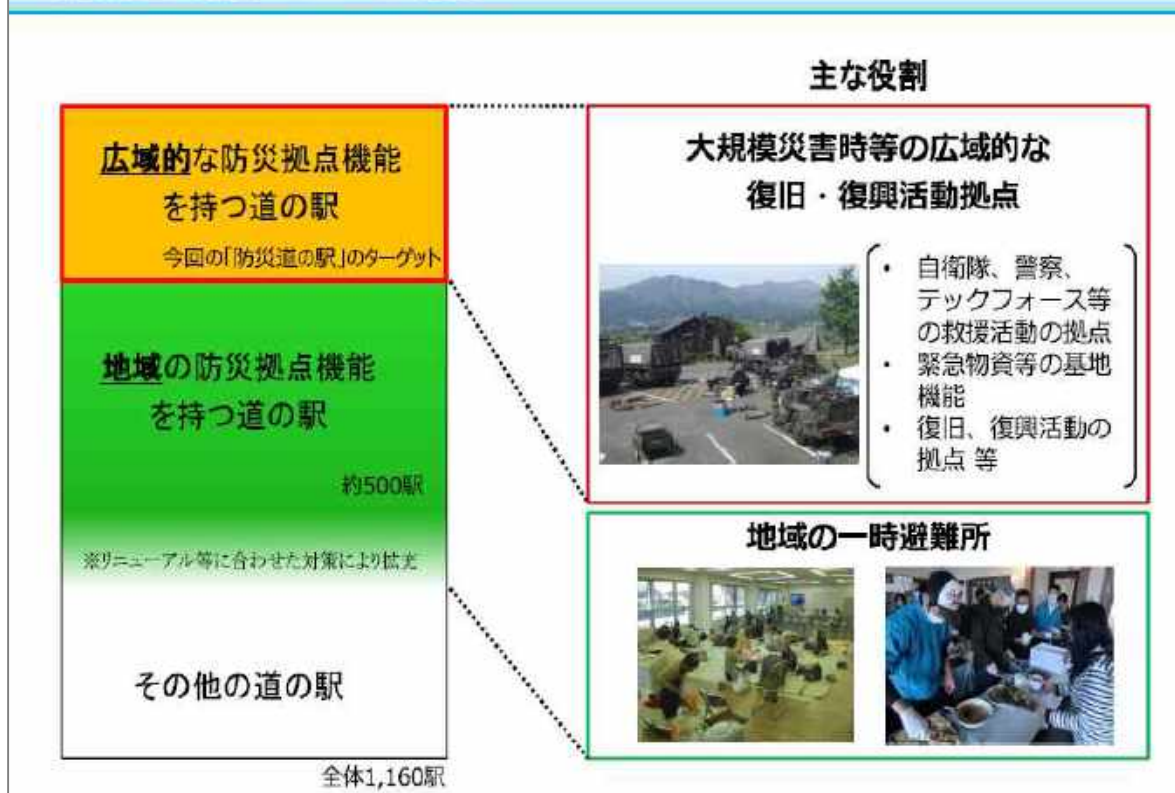 主な役割
広域的な防災拠点機能
を持つ道の駅
今回の「防災道の駅」のターゲット
地域の防災拠点機能
を持つ道の駅
約500駅
※リニューアル等に合わせた対策により拡充
その他の道の駅
全体1,160駅
大規模災害時等の広域的な
復旧・復興活動拠点
・ 自衛隊、警察、
テックフォース等
の救援活動の拠点
・ 緊急物資等の基地
機能
・ 復旧、復興活動の
拠点 等
地域の一時避難所